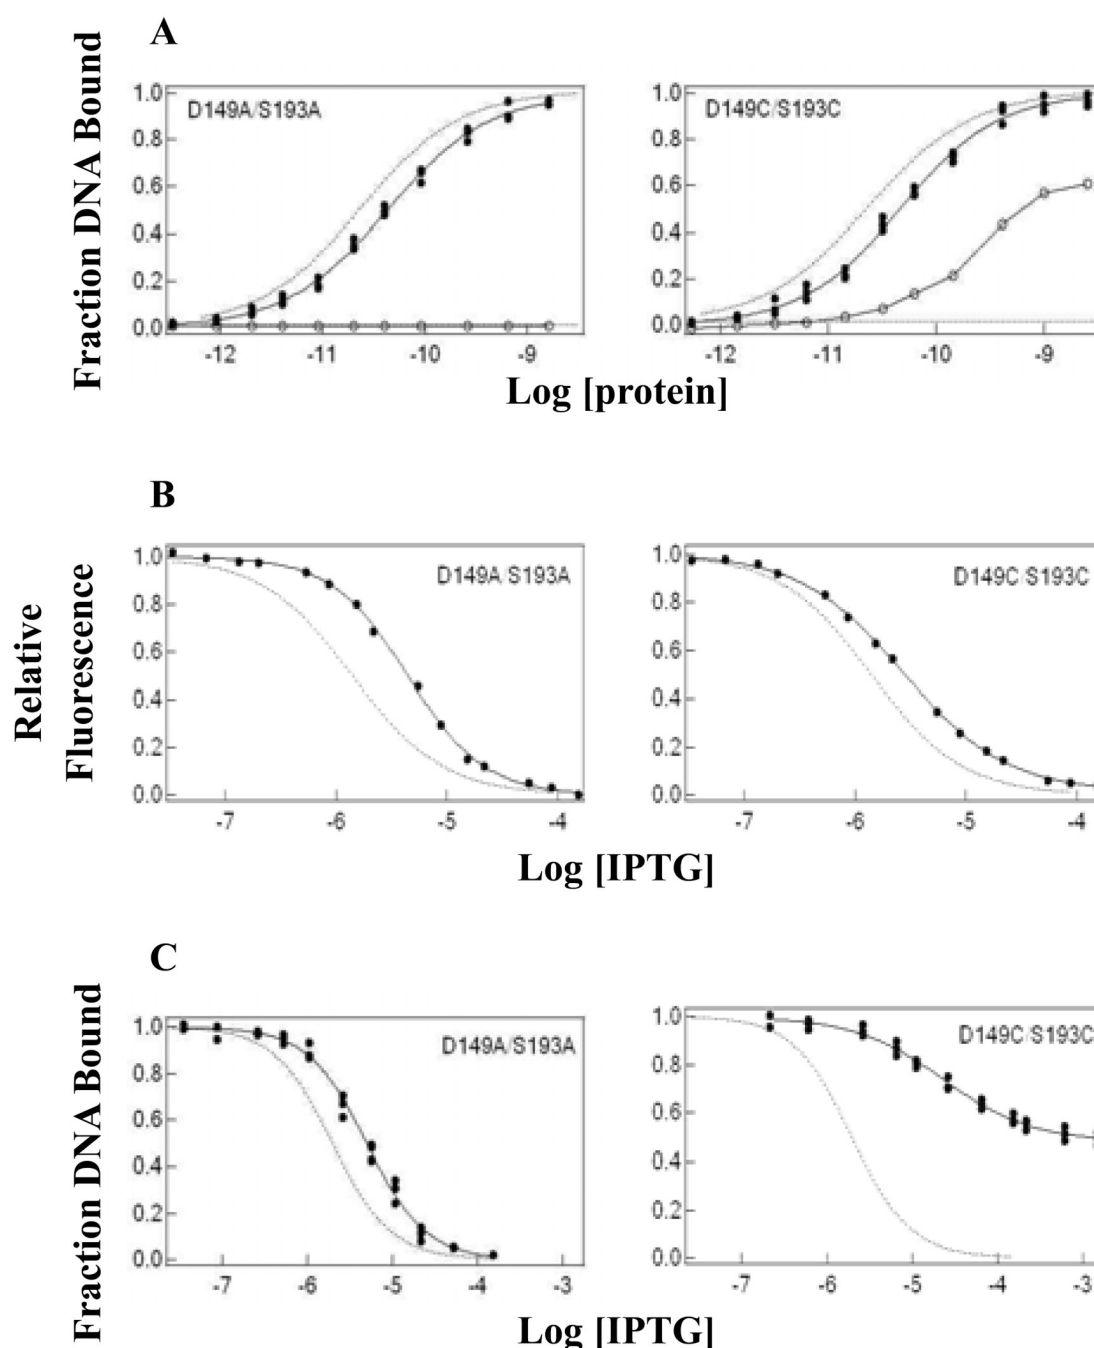 A
Fraction DNA Bound
D149A/S193A
1.0
0.8
0.6
0.4
0.2
0.0
-12 -11 -10 -9
D149C/S193C
1.0
0.8
0.6
0.4
0.2
0.0
-12 -11 -10 -9
Log [protein]
B
Relative
Fluorescence
D149A S193A
1.0
0.8
0.6
0.4
0.2
0.0
-7 -6 -5 -4
D149C S193C
1.0
0.8
0.6
0.4
0.2
0.0
-7 -6 -5 -4
Log [IPTG]
C
Fraction DNA Bound
D149A/S193A
1.0
0.8
0.6
0.4
0.2
0.0
-7 -6 -5 -4 -3
D149C/S193C
1.0
0.8
0.6
0.4
0.2
0.0
-7 -6 -5 -4 -3
Log [IPTG]